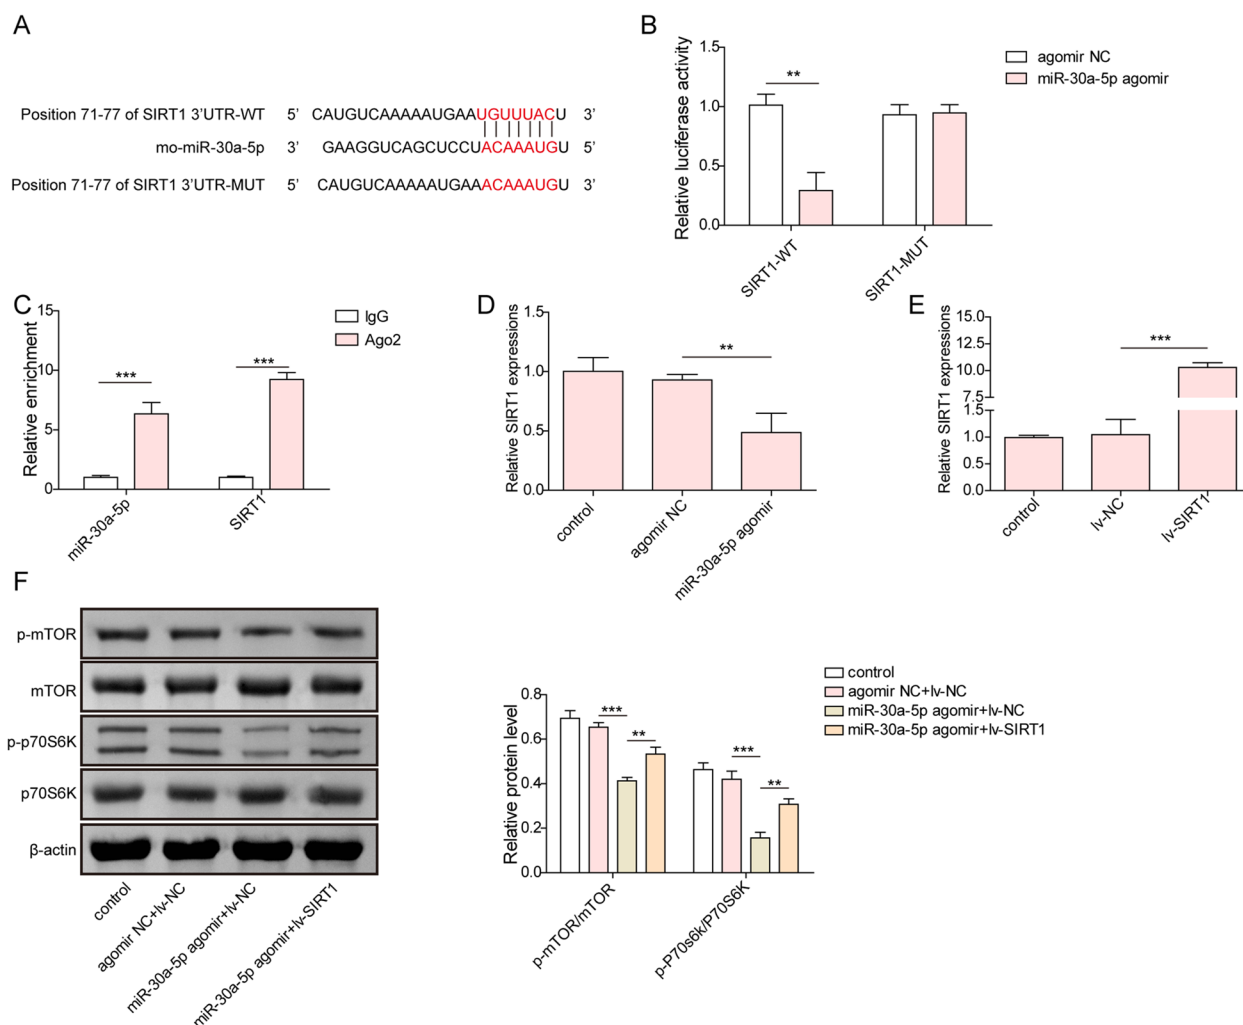 A
Position 71-77 of SIRT1 3'UTR-WT 5' CAUGUCAAAAAUGAAUGUUUACU 3'
mo-miR-30a-5p 3' GAAGGUCAGCUCCUACAAAUGU 5'
Position 71-77 of SIRT1 3'UTR-MUT 5' CAUGUCAAAAAUGAAACAAAUGU 3'
B
Relative luciferase activity
1.5
1.0
0.5
0.0
**
SIRT1-WT
SIRT1-MUT
agomir NC
miR-30a-5p agomir
C
Relative enrichment
15
10
5
0
***
***
miR-30a-5p
SIRT1
IgG
Ago2
D
Relative SIRT1 expressions
1.5
1.0
0.5
0.0
**
control
agomir NC
miR-30a-5p agomir
E
Relative SIRT1 expressions
15.0
12.5
10.0
7.5
1.5
1.0
0.5
0.0
***
control
lv-NC
lv-SIRT1
F
p-mTOR
mTOR
p-p70S6K
p70S6K
β-actin
control
agomir NC+lv-NC
miR-30a-5p agomir+lv-NC
miR-30a-5p agomir+lv-SIRT1
Relative protein level
0.8
0.6
0.4
0.2
0.0
***
**
***
**
p-mTOR/mTOR
p-P70s6k/P70S6K
control
agomir NC+lv-NC
miR-30a-5p agomir+lv-NC
miR-30a-5p agomir+lv-SIRT1